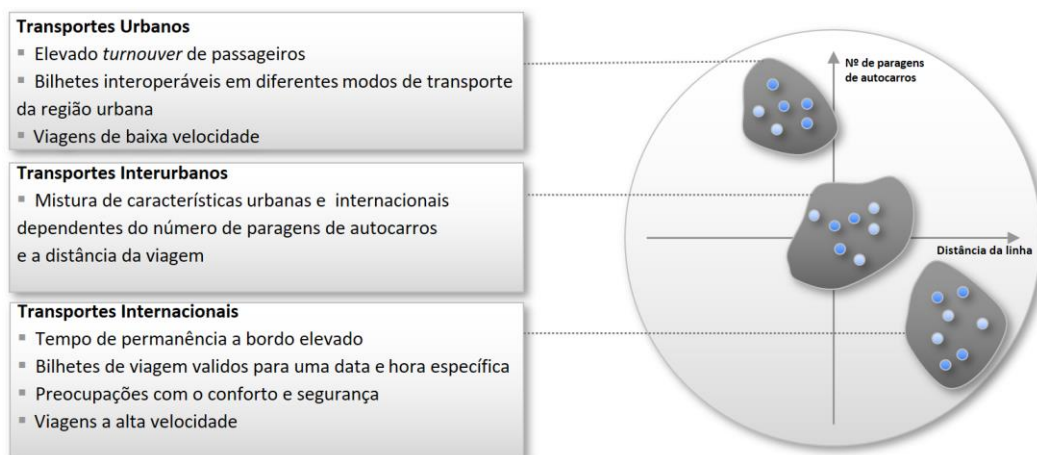 Transportes Urbanos
▪ Elevado turnouver de passageiros
▪ Bilhetes interoperáveis em diferentes modos de transporte
da região urbana
▪ Viagens de baixa velocidade
Transportes Interurbanos
▪ Mistura de características urbanas e internacionais
dependentes do número de paragens de autocarros
e a distância da viagem
Transportes Internacionais
▪ Tempo de permanência a bordo elevado
▪ Bilhetes de viagem validos para uma data e hora específica
▪ Preocupações com o conforto e segurança
▪ Viagens a alta velocidade
Nº de paragens
de autocarros
Distância da linha